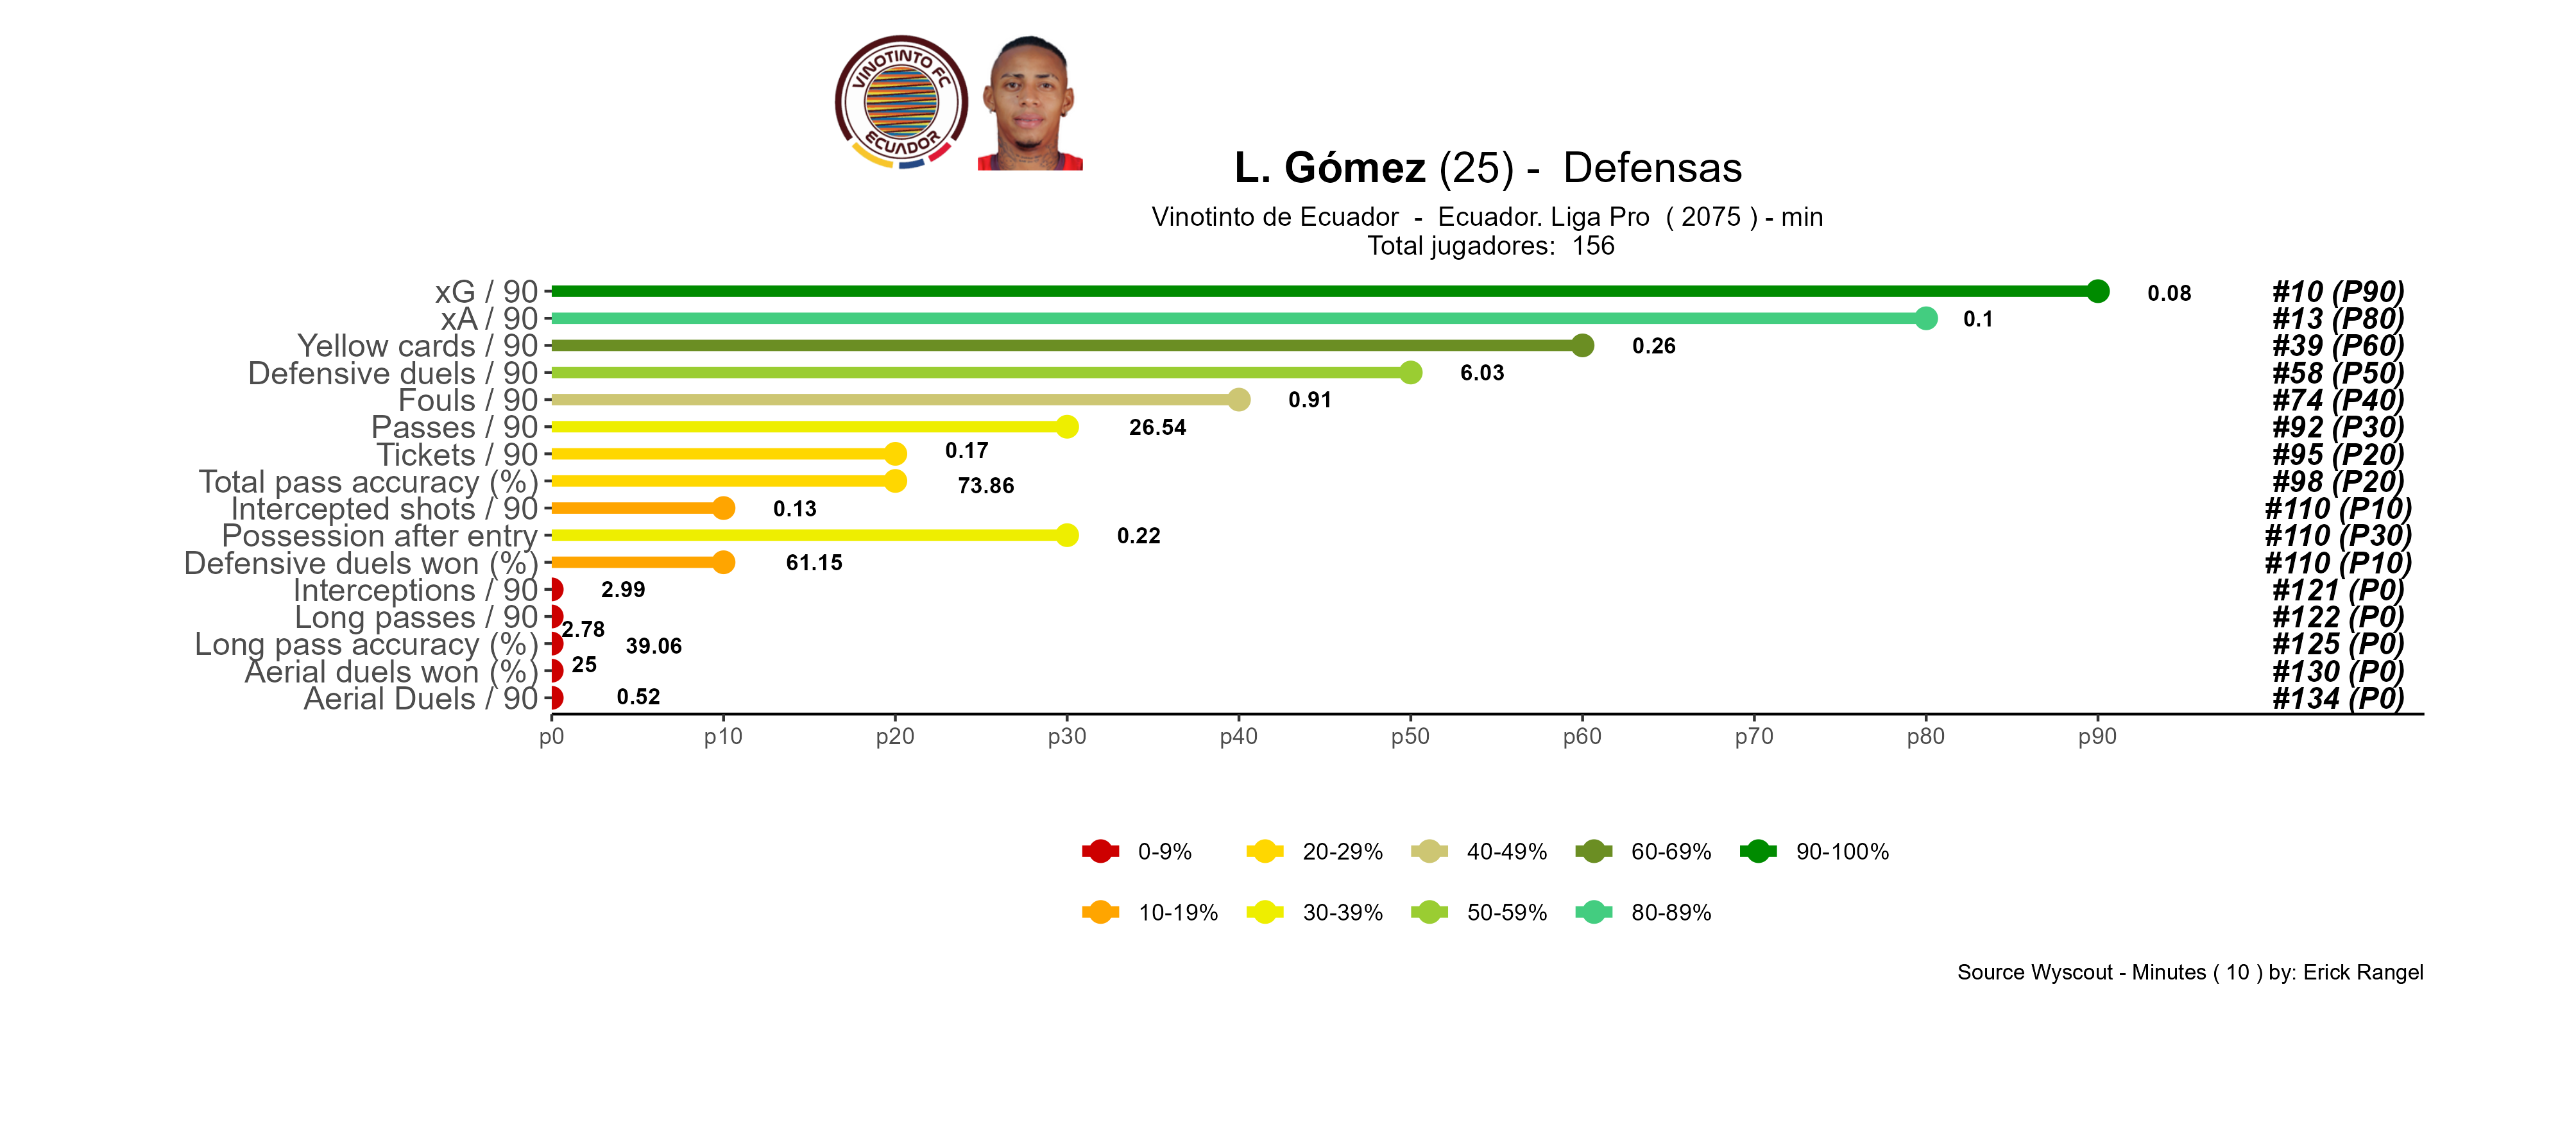 VINOTINTO FC
ECUADOR
L. Gómez (25) - Defensas
Vinotinto de Ecuador - Ecuador. Liga Pro ( 2075 ) - min
Total jugadores: 156
xG / 90 0.08 #10 (P90)
xA / 90 0.1 #13 (P80)
Yellow cards / 90 0.26 #39 (P60)
Defensive duels / 90 6.03 #58 (P50)
Fouls / 90 0.91 #74 (P40)
Passes / 90 26.54 #92 (P30)
Tickets / 90 0.17 #95 (P20)
Total pass accuracy (%) 73.86 #98 (P20)
Intercepted shots / 90 0.13 #110 (P10)
Possession after entry 0.22 #110 (P30)
Defensive duels won (%) 61.15 #110 (P10)
Interceptions / 90 2.99 #121 (P0)
Long passes / 90 2.78 #122 (P0)
Long pass accuracy (%) 39.06 #125 (P0)
Aerial duels won (%) 25 #130 (P0)
Aerial Duels / 90 0.52 #134 (P0)
p0 p10 p20 p30 p40 p50 p60 p70 p80 p90
0-9% 20-29% 40-49% 60-69% 90-100%
10-19% 30-39% 50-59% 80-89%
Source Wyscout - Minutes ( 10 ) by: Erick Rangel